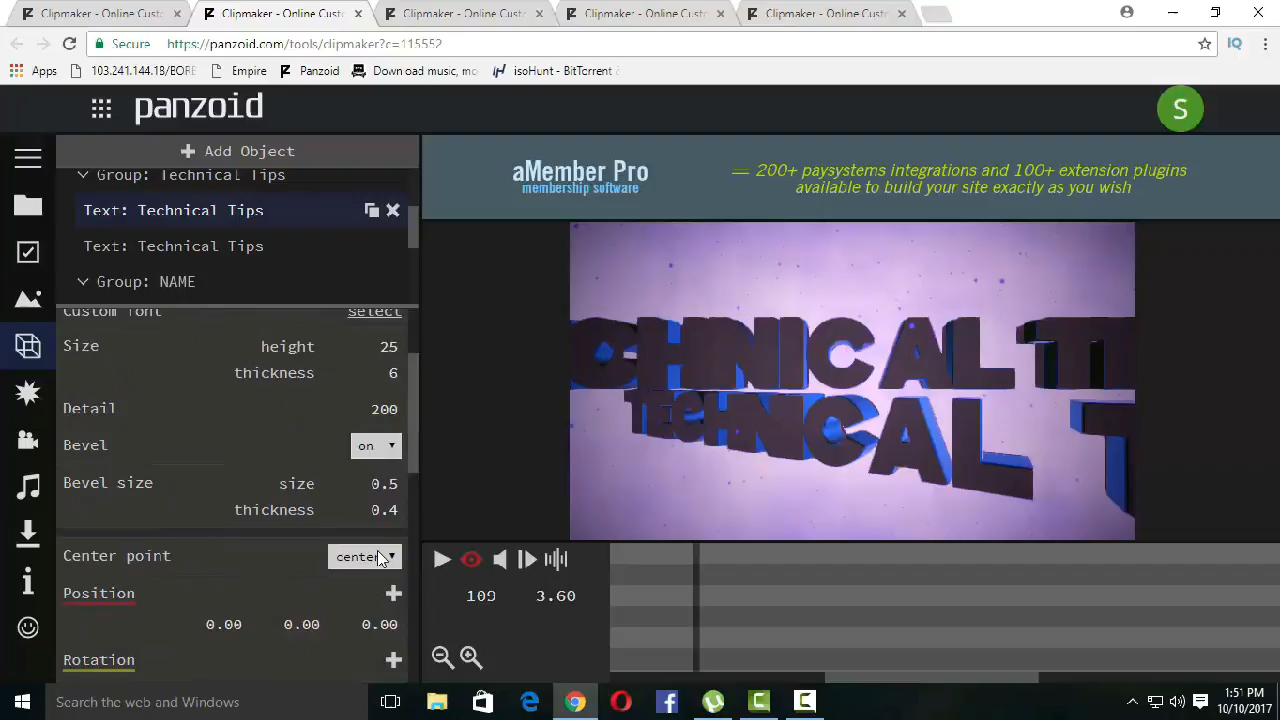 Clipmaker - Online Custo
Clipmaker - Online Custo
Clipmaker - Online Custo
Clipmaker - Online Custo
Clipmaker - Online Custo
Secure
https://panzoid.com/tools/clipmaker?c=115552
Apps
103.241.144.18/BORE
Empire
Panzoid
Download music, mo
isoHunt - BitTorrent
panzoid
S
Add Object
Group: Technical Tips
Text: Technical Tips
Text: Technical Tips
Group: NAME
Custom font select
Size height 25
thickness 6
Detail 200
Bevel on
Bevel size size 0.5
thickness 0.4
Center point center
Position
0.00 0.00 0.00
Rotation
aMember Pro
membership software
— 200+ paysystems integrations and 100+ extension plugins
available to build your site exactly as you wish
CHNICAL TI
TECHNICAL T
109 3.60
Search the web and Windows
1:51 PM
10/10/2017